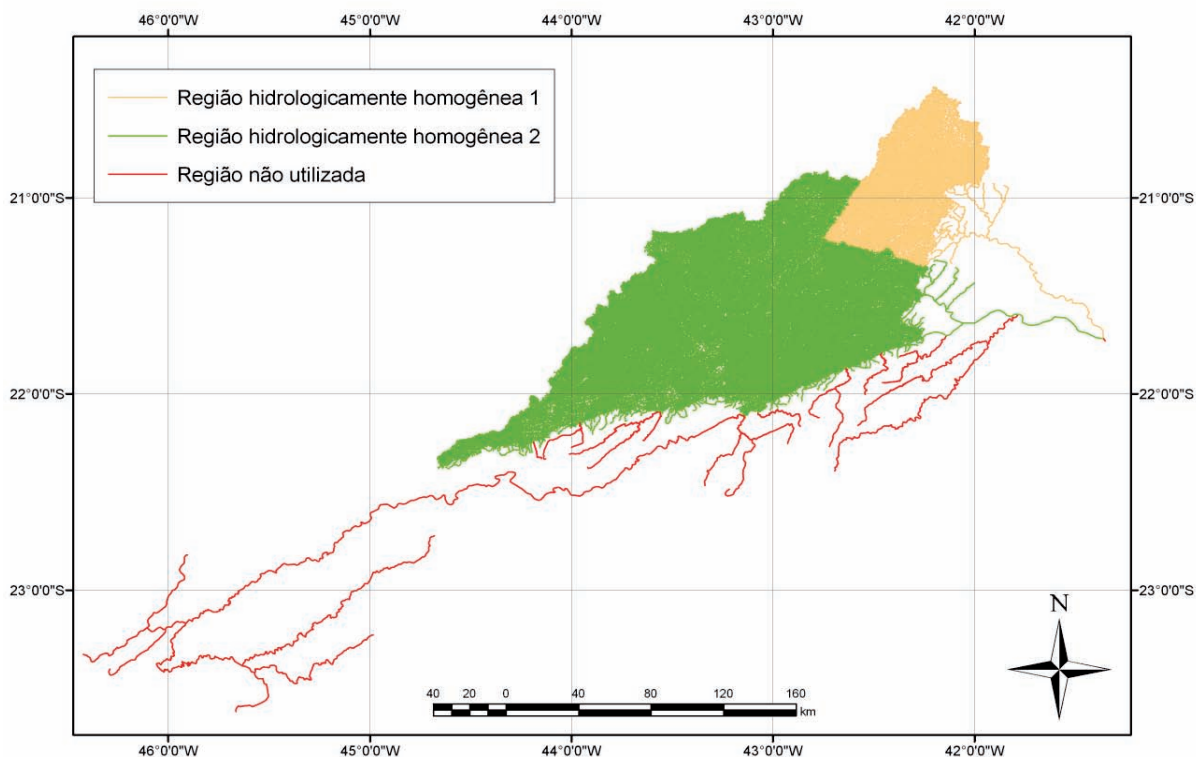 46°0'0"W 45°0'0"W 44°0'0"W 43°0'0"W 42°0'0"W
Região hidrologicamente homogênea 1
Região hidrologicamente homogênea 2
Região não utilizada
21°0'0"S 21°0'0"S
22°0'0"S 22°0'0"S
23°0'0"S 23°0'0"S
N
40 20 0 40 80 120 160
km
46°0'0"W 45°0'0"W 44°0'0"W 43°0'0"W 42°0'0"W